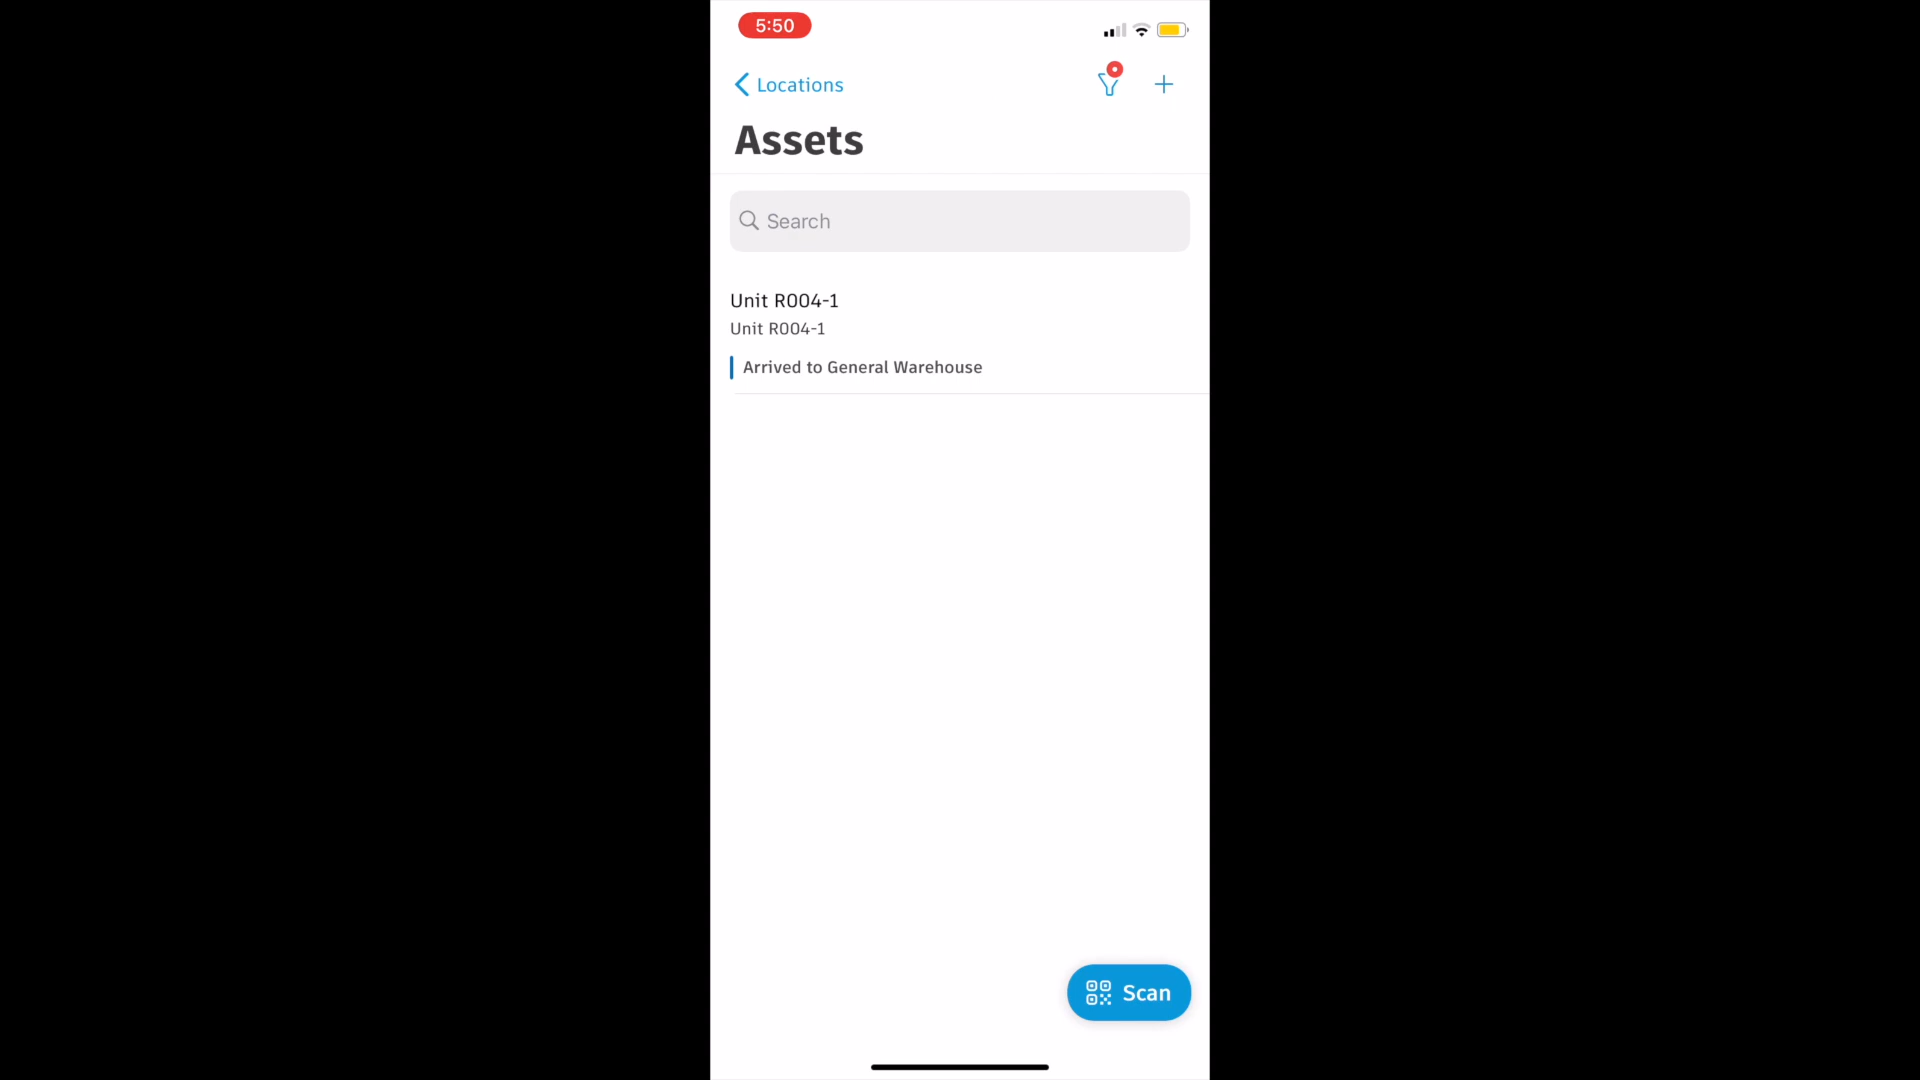 5:50
Locations
Assets
Search
Unit R004-1
Unit R004-1
Arrived to General Warehouse
Scan